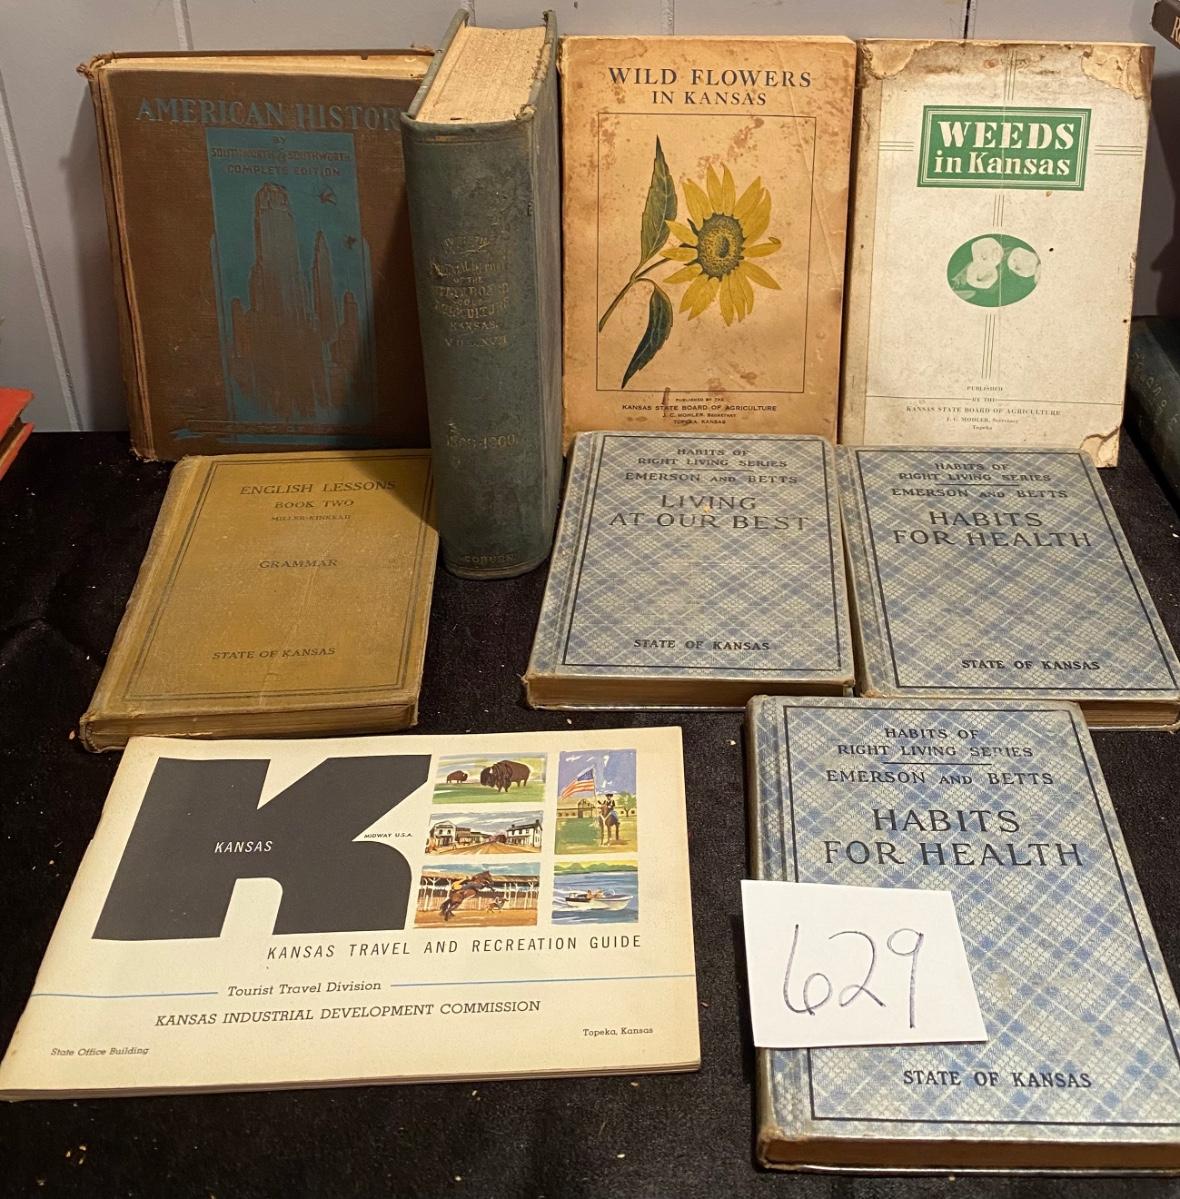 AMERICAN HISTOR
BY
SOUTHWORTH & SOUTHWORTH
COMPLETE EDITION
OF THE
KANSAS
COBURN
WILD FLOWERS
IN KANSAS
PUBLISHED BY THE
KANSAS STATE BOARD OF AGRICULTURE
J. C. MOHLER, SECRETARY
TOPEKA, KANSAS
WEEDS
in Kansas
PUBLISHED
BY THE
KANSAS STATE BOARD OF AGRICULTURE
J. C. MOHLER, Secretary
Topeka
ENGLISH LESSONS
BOOK TWO
MILLER-KINKEAD
GRAMMAR
STATE OF KANSAS
HABITS OF
RIGHT LIVING SERIES
EMERSON AND BETTS
LIVING
AT OUR BEST
STATE OF KANSAS
HABITS OF
RIGHT LIVING SERIES
EMERSON AND BETTS
HABITS
FOR HEALTH
STATE OF KANSAS
KANSAS
MIDWAY U.S.A.
KANSAS TRAVEL AND RECREATION GUIDE
Tourist Travel Division
KANSAS INDUSTRIAL DEVELOPMENT COMMISSION
State Office Building
Topeka, Kansas
HABITS OF
RIGHT LIVING SERIES
EMERSON AND BETTS
HABITS
FOR HEALTH
629
STATE OF KANSAS